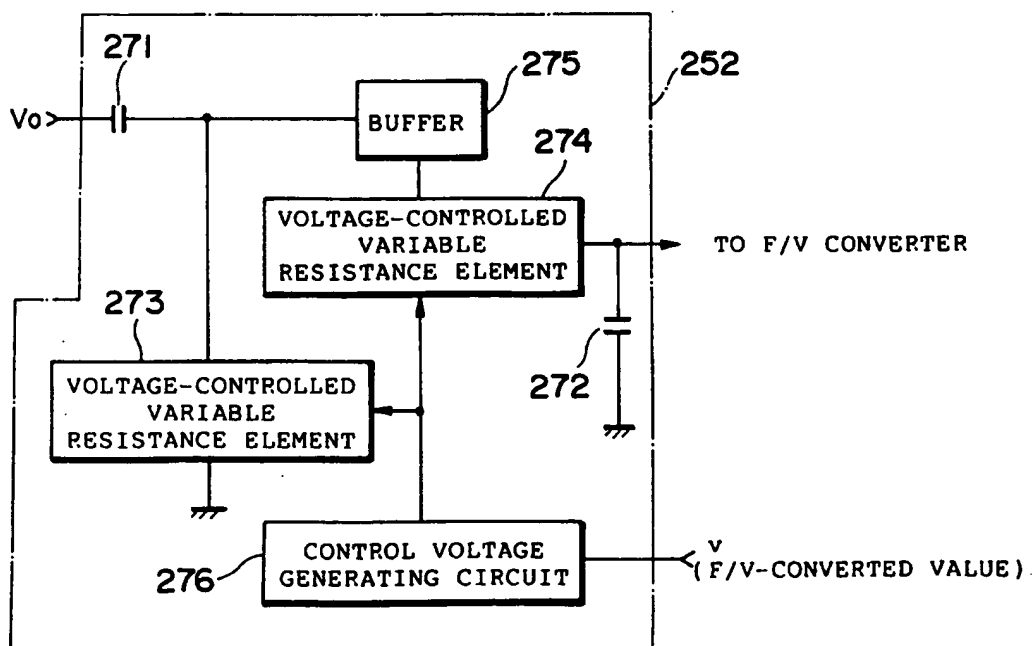 271
275
252
Vo
BUFFER
274
VOLTAGE-CONTROLLED
VARIABLE
RESISTANCE ELEMENT
TO F/V CONVERTER
273
272
VOLTAGE-CONTROLLED
VARIABLE
RESISTANCE ELEMENT
276
CONTROL VOLTAGE
GENERATING CIRCUIT
v
(F/V-CONVERTED VALUE)